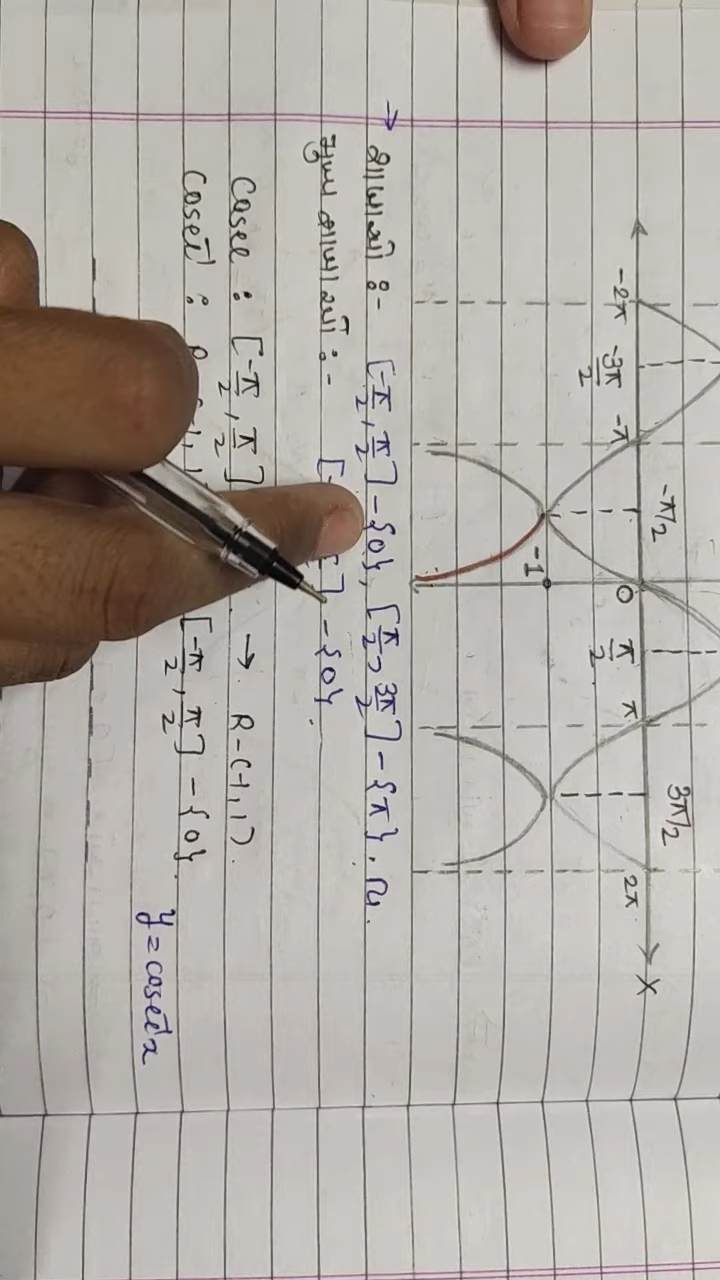 -2π -3π/2 -π -π/2 0 π/2 π 3π/2 2π X
-1
→ शाखाओं :- [-π/2, π/2] - {0}, [π/2, 3π/2] - {π}.
मुख्य शाखाओं :- [ ] - {0}.
Cosec : [-π/2, π/2] → R-(-1,1).
Cosec⁻¹ : [-π/2, π/2] - {0}.
y = cosec⁻¹x